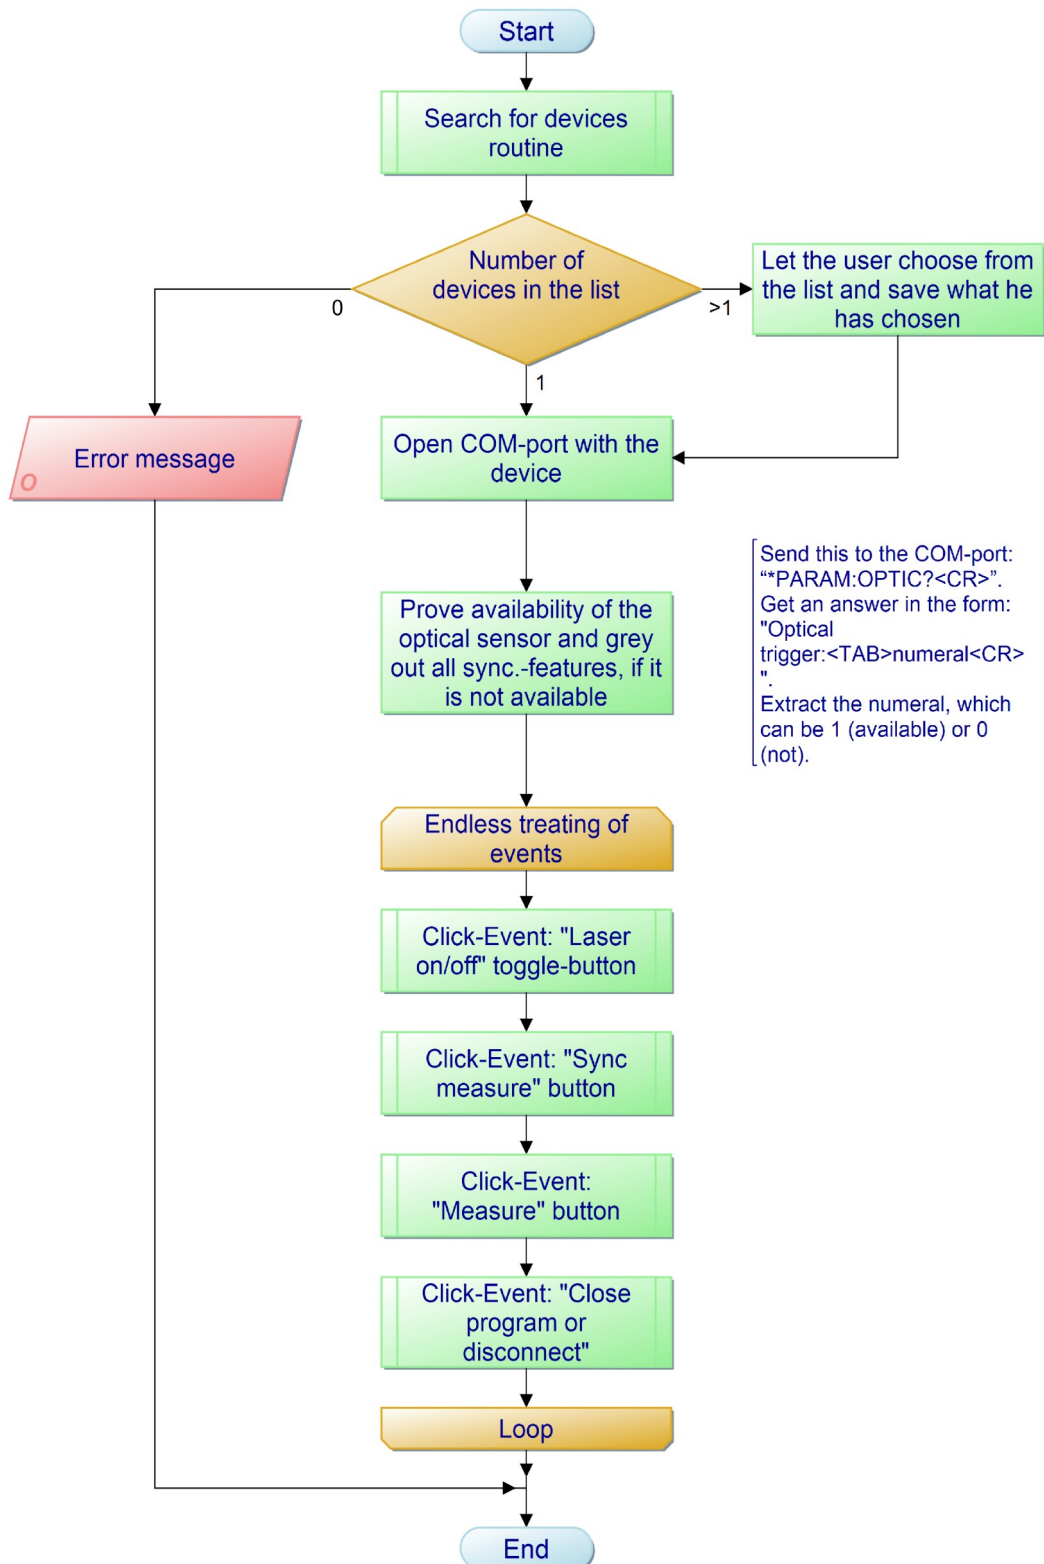 Start
Search for devices
routine
Number of
devices in the list
0
>1
1
Let the user choose from
the list and save what he
has chosen
Error message
O
Open COM-port with the
device
Prove availability of the
optical sensor and grey
out all sync.-features, if it
is not available
Send this to the COM-port:
“*PARAM:OPTIC?<CR>”.
Get an answer in the form:
"Optical
trigger:<TAB>numeral<CR>
".
Extract the numeral, which
can be 1 (available) or 0
(not).
Endless treating of
events
Click-Event: "Laser
on/off" toggle-button
Click-Event: "Sync
measure" button
Click-Event:
"Measure" button
Click-Event: "Close
program or
disconnect"
Loop
End